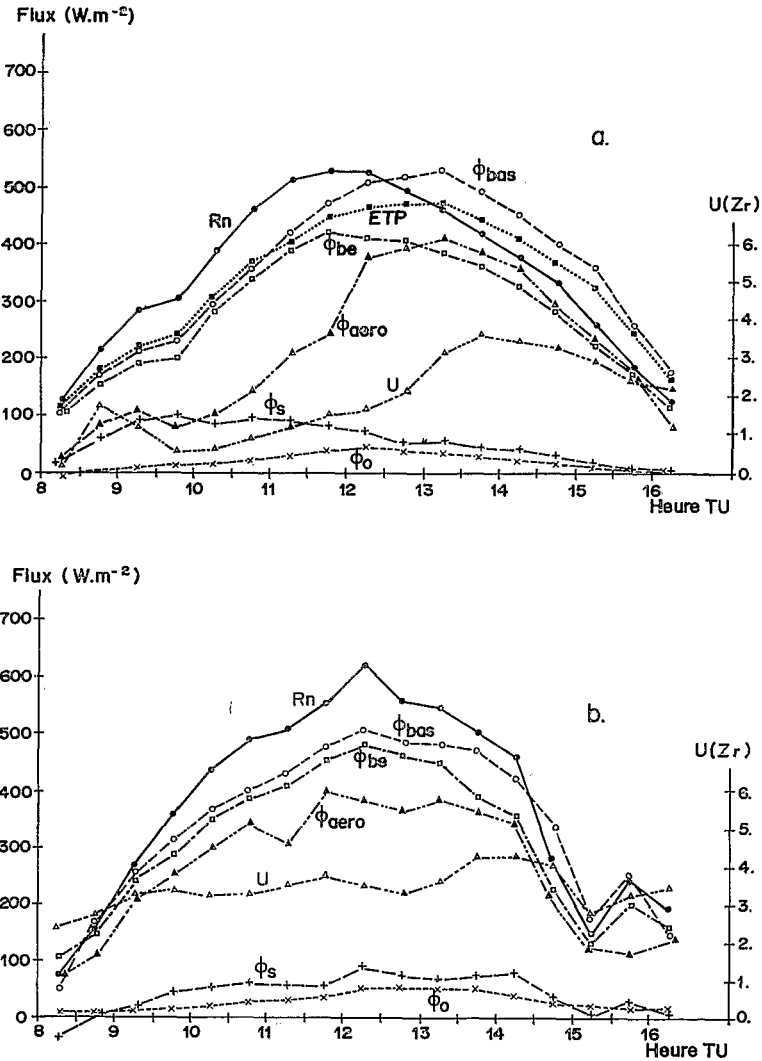 Flux (W.m-2)
700
600
500
400
300
200
100
0
a.
Rn
ϕbas
ETP
ϕbe
ϕaero
U
ϕs
ϕo
U(Zr)
6.
5.
4.
3.
2.
1.
0.
8 9 10 11 12 13 14 15 16
Heure TU
Flux (W.m-2)
700
600
500
400
300
200
100
0
b.
Rn
ϕbas
ϕbe
ϕaero
U
ϕs
ϕo
U(Zr)
6.
5.
4.
3.
2.
1.
0.
8 9 10 11 12 13 14 15 16
Heure TU